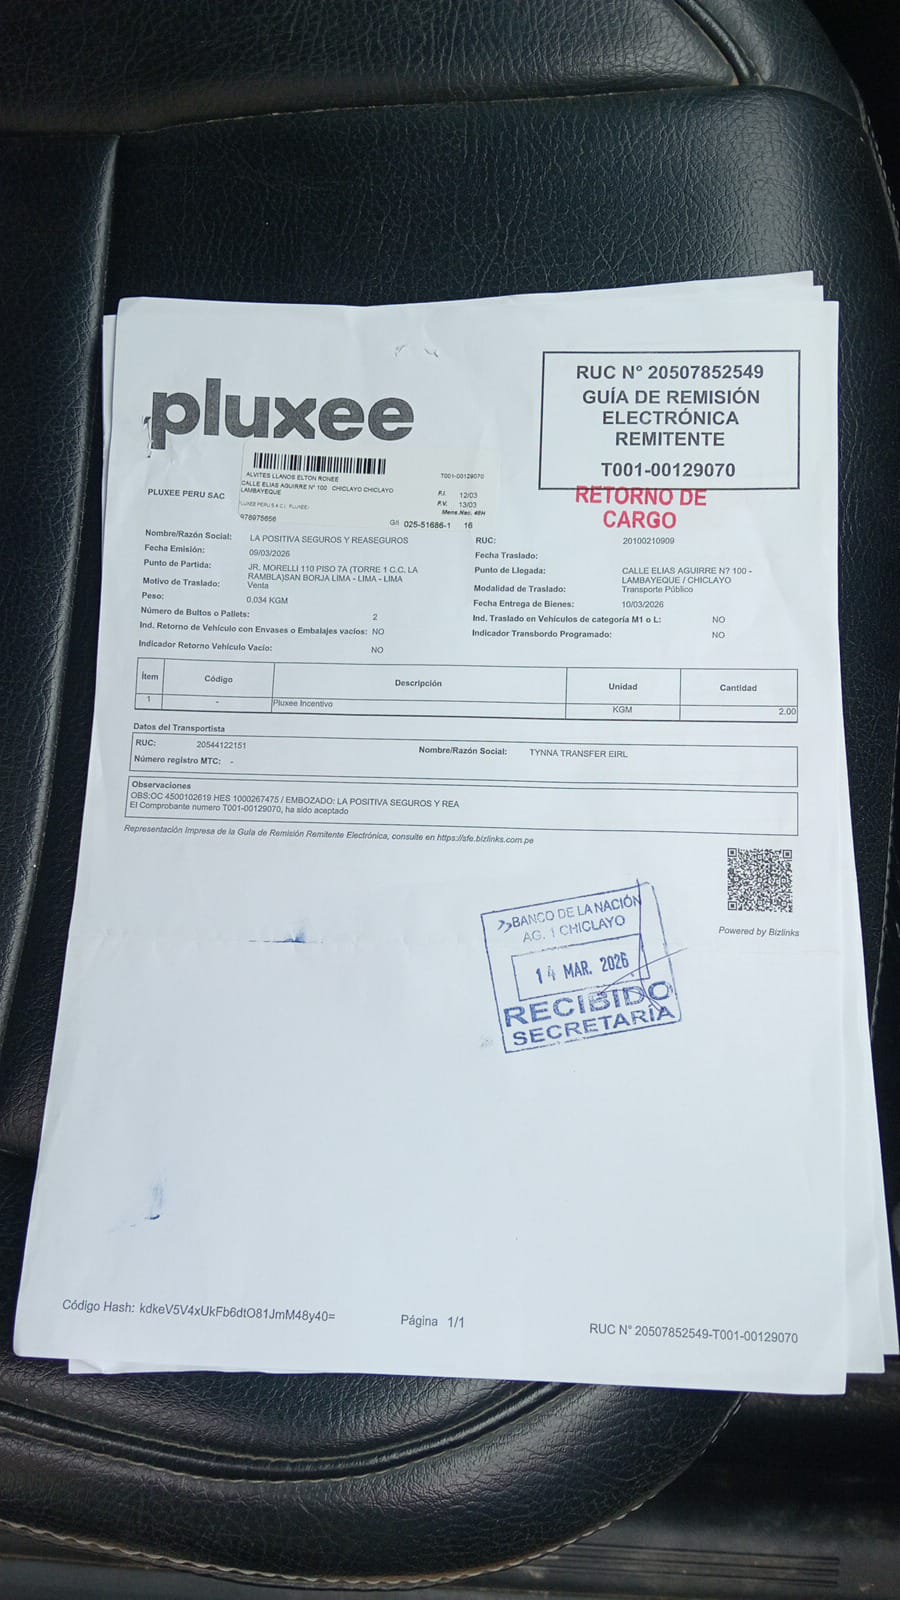 pluxee
RUC N° 20507852549
GUÍA DE REMISIÓN
ELECTRÓNICA
REMITENTE
T001-00129070
RETORNO DE
CARGO
PLUXEE PERU SAC
ALVITES LLANOS ELTON RONEE
T001-00129070
CALLE ELIAS AGUIRRE N° 100 CHICLAYO CHICLAYO
LAMBAYEQUE
F.I. 12/03
F.V. 13/03
PLUXEE PERU S.A.C | PLUXEE
Mens.Nac. 48H
976975656
G/I 025-51686-1 16
Nombre/Razón Social: LA POSITIVA SEGUROS Y REASEGUROS
RUC: 20100210909
Fecha Emisión: 09/03/2026
Fecha Traslado:
Punto de Partida: JR. MORELLI 110 PISO 7A (TORRE 1 C.C. LA
RAMBLA)SAN BORJA LIMA - LIMA - LIMA
Punto de Llegada: CALLE ELIAS AGUIRRE N? 100 -
LAMBAYEQUE / CHICLAYO
Motivo de Traslado: Venta
Modalidad de Traslado: Transporte Público
Peso: 0.034 KGM
Fecha Entrega de Bienes: 10/03/2026
Número de Bultos o Pallets: 2
Ind. Traslado en Vehículos de categoría M1 o L: NO
Ind. Retorno de Vehículo con Envases o Embalajes vacíos: NO
Indicador Transbordo Programado: NO
Indicador Retorno Vehículo Vacío: NO
Ítem Código Descripción Unidad Cantidad
1 - Pluxee Incentivo KGM 2.00
Datos del Transportista
RUC: 20544122151
Nombre/Razón Social: TYNNA TRANSFER EIRL
Número registro MTC: -
Observaciones
OBS:OC 4500102619 HES 1000267475 / EMBOZADO: LA POSITIVA SEGUROS Y REA
El Comprobante numero T001-00129070, ha sido aceptado
Representación Impresa de la Guía de Remisión Remitente Electrónica, consulte en https://sfe.bizlinks.com.pe
Powered by Bizlinks
BANCO DE LA NACIÓN
AG. 1 CHICLAYO
14 MAR. 2026
RECIBIDO
SECRETARÍA
Código Hash: kdkeV5V4xUkFb6dtO81JmM48y40=
Página 1/1
RUC N° 20507852549-T001-00129070